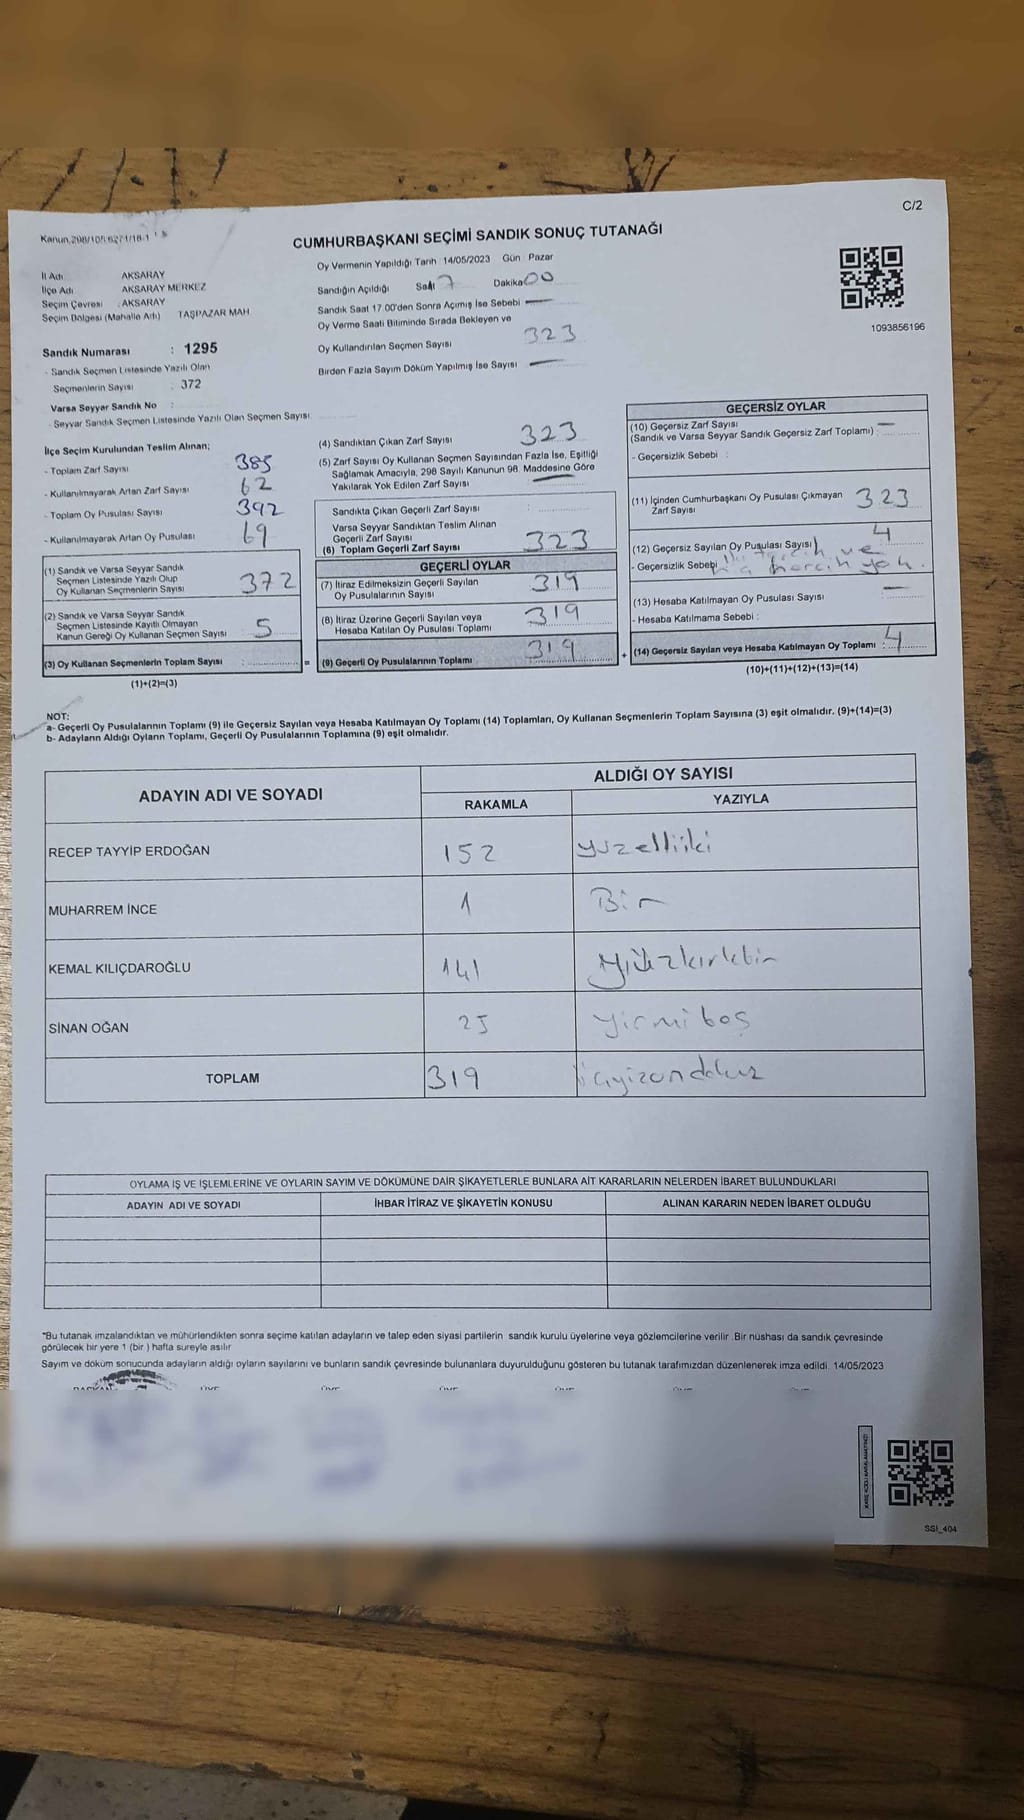 C/2
Kanun,298/105,6271/18-1
CUMHURBAŞKANI SEÇİMİ SANDIK SONUÇ TUTANAĞI
İl Adı AKSARAY
İlçe Adı AKSARAY MERKEZ
Seçim Çevresi : AKSARAY
Seçim Bölgesi (Mahalle Adı) TAŞPAZAR MAH
Sandık Numarası : 1295
- Sandık Seçmen Listesinde Yazılı Olan
Seçmenlerin Sayısı : 372
Varsa Seyyar Sandık No :
- Seyyar Sandık Seçmen Listesinde Yazılı Olan Seçmen Sayısı
Oy Vermenin Yapıldığı Tarih 14/05/2023 Gün Pazar
Sandığın Açıldığı Saat 7 Dakika 00
Sandık Saat 17.00'den Sonra Açımış İse Sebebi —
Oy Verme Saati Bitiminde Sırada Bekleyen ve
Oy Kullandırılan Seçmen Sayısı 323
Birden Fazla Sayım Döküm Yapılmış İse Sayısı —
1093856196
İlçe Seçim Kurulundan Teslim Alınan;
- Toplam Zarf Sayısı 385
- Kullanılmayarak Artan Zarf Sayısı 62
- Toplam Oy Pusulası Sayısı 392
- Kullanılmayarak Artan Oy Pusulası 69
(1) Sandık ve Varsa Seyyar Sandık
Seçmen Listesinde Yazılı Olup
Oy Kullanan Seçmenlerin Sayısı 372
(2) Sandık ve Varsa Seyyar Sandık
Seçmen Listesinde Kayıtlı Olmayan
Kanun Gereği Oy Kullanan Seçmen Sayısı 5
(3) Oy Kullanan Seçmenlerin Toplam Sayısı :
(1)+(2)=(3)
(4) Sandıktan Çıkan Zarf Sayısı 323
(5) Zarf Sayısı Oy Kullanan Seçmen Sayısından Fazla İse, Eşitliği
Sağlamak Amacıyla, 298 Sayılı Kanunun 98. Maddesine Göre
Yakılarak Yok Edilen Zarf Sayısı —
Sandıkta Çıkan Geçerli Zarf Sayısı :
Varsa Seyyar Sandıktan Teslim Alınan
Geçerli Zarf Sayısı
(6) Toplam Geçerli Zarf Sayısı 323
GEÇERLİ OYLAR
(7) İtiraz Edilmeksizin Geçerli Sayılan
Oy Pusulalarının Sayısı 319
(8) İtiraz Üzerine Geçerli Sayılan veya
Hesaba Katılan Oy Pusulası Toplamı 319
(9) Geçerli Oy Pusulalarının Toplamı 319
GEÇERSİZ OYLAR
(10) Geçersiz Zarf Sayısı —
(Sandık ve Varsa Seyyar Sandık Geçersiz Zarf Toplamı) :
- Geçersizlik Sebebi :
(11) İçinden Cumhurbaşkanı Oy Pusulası Çıkmayan 323
Zarf Sayısı
(12) Geçersiz Sayılan Oy Pusulası Sayısı 4
- Geçersizlik Sebebi ve yok.
(13) Hesaba Katılmayan Oy Pusulası Sayısı —
- Hesaba Katılmama Sebebi :
(14) Geçersiz Sayılan veya Hesaba Katılmayan Oy Toplamı : 4
(10)+(11)+(12)+(13)=(14)
NOT:
a- Geçerli Oy Pusulalarının Toplamı (9) ile Geçersiz Sayılan veya Hesaba Katılmayan Oy Toplamı (14) Toplamları, Oy Kullanan Seçmenlerin Toplam Sayısına (3) eşit olmalıdır. (9)+(14)=(3)
b- Adayların Aldığı Oyların Toplamı, Geçerli Oy Pusulalarının Toplamına (9) eşit olmalıdır.
ADAYIN ADI VE SOYADI
ALDIĞI OY SAYISI
RAKAMLA YAZIYLA
RECEP TAYYİP ERDOĞAN 152 yüzelliiki
MUHARREM İNCE 1 Bir
KEMAL KILIÇDAROĞLU 141 Yüzkırkbir
SİNAN OĞAN 25 yirmibeş
TOPLAM 319
OYLAMA İŞ VE İŞLEMLERİNE VE OYLARIN SAYIM VE DÖKÜMÜNE DAİR ŞİKAYETLERLE BUNLARA AİT KARARLARIN NELERDEN İBARET BULUNDUKLARI
ADAYIN ADI VE SOYADI İHBAR İTİRAZ VE ŞİKAYETİN KONUSU ALINAN KARARIN NEDEN İBARET OLDUĞU
*Bu tutanak imzalandıktan ve mühürlendikten sonra seçime katılan adayların ve talep eden siyasi partilerin sandık kurulu üyelerine veya gözlemcilerine verilir .Bir nüshası da sandık çevresinde
görülecek bir yere 1 (bir ) hafta süreyle asılır
Sayım ve döküm sonucunda adayların aldığı oyların sayılarını ve bunların sandık çevresinde bulunanlara duyurulduğunu gösteren bu tutanak tarafımızdan düzenlenerek imza edildi. 14/05/2023
SSI_404